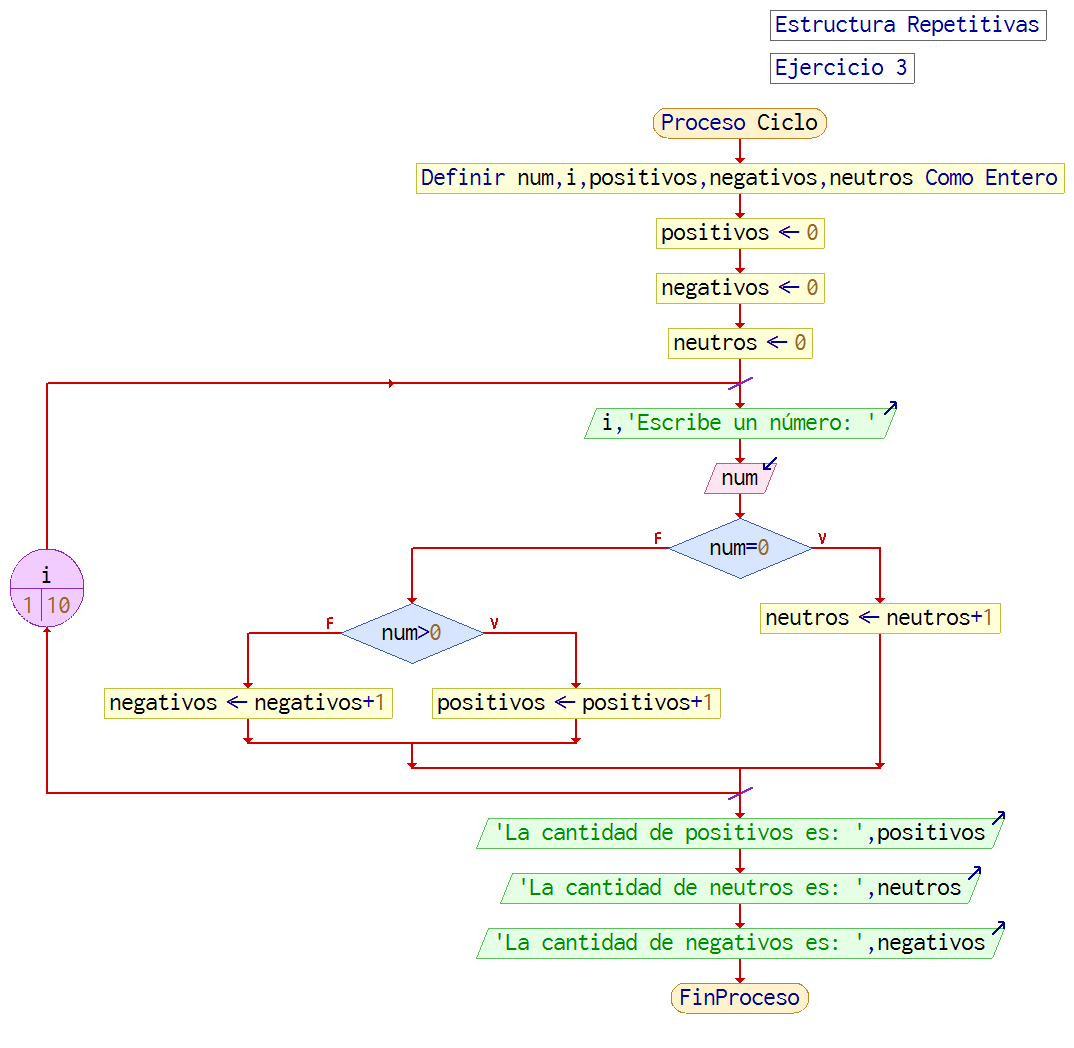 Estructura Repetitivas
Ejercicio 3
Proceso Ciclo
Definir num,i,positivos,negativos,neutros Como Entero
positivos ← 0
negativos ← 0
neutros ← 0
i,'Escribe un número: '
num
F
num=0
V
i
1 10
F
num>0
V
neutros ← neutros+1
negativos ← negativos+1
positivos ← positivos+1
'La cantidad de positivos es: ',positivos
'La cantidad de neutros es: ',neutros
'La cantidad de negativos es: ',negativos
FinProceso